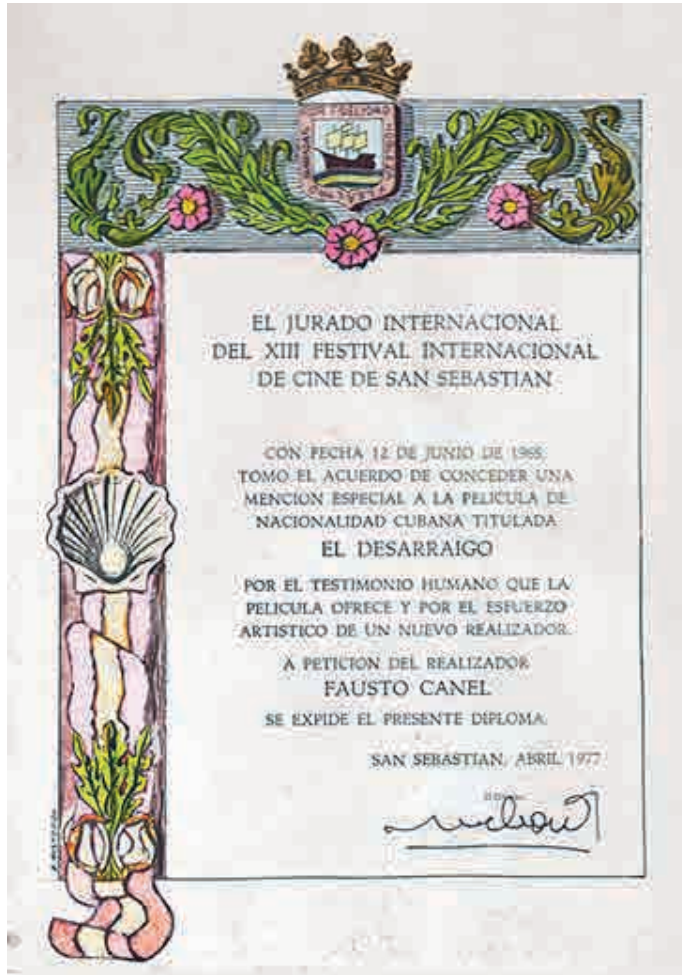 POR FIDELIDAD
EL JURADO INTERNACIONAL
DEL XIII FESTIVAL INTERNACIONAL
DE CINE DE SAN SEBASTIAN
CON FECHA 12 DE JUNIO DE
TOMO EL ACUERDO DE CONCEDER UNA
MENCION ESPECIAL A LA PELICULA DE
NACIONALIDAD CUBANA TITULADA
EL DESARRAIGO
POR EL TESTIMONIO HUMANO QUE LA
PELICULA OFRECE Y POR EL ESFUERZO
ARTISTICO DE UN NUEVO REALIZADOR.
A PETICION DEL REALIZADOR
FAUSTO CANEL
SE EXPIDE EL PRESENTE DIPLOMA.
SAN SEBASTIAN, ABRIL 1977